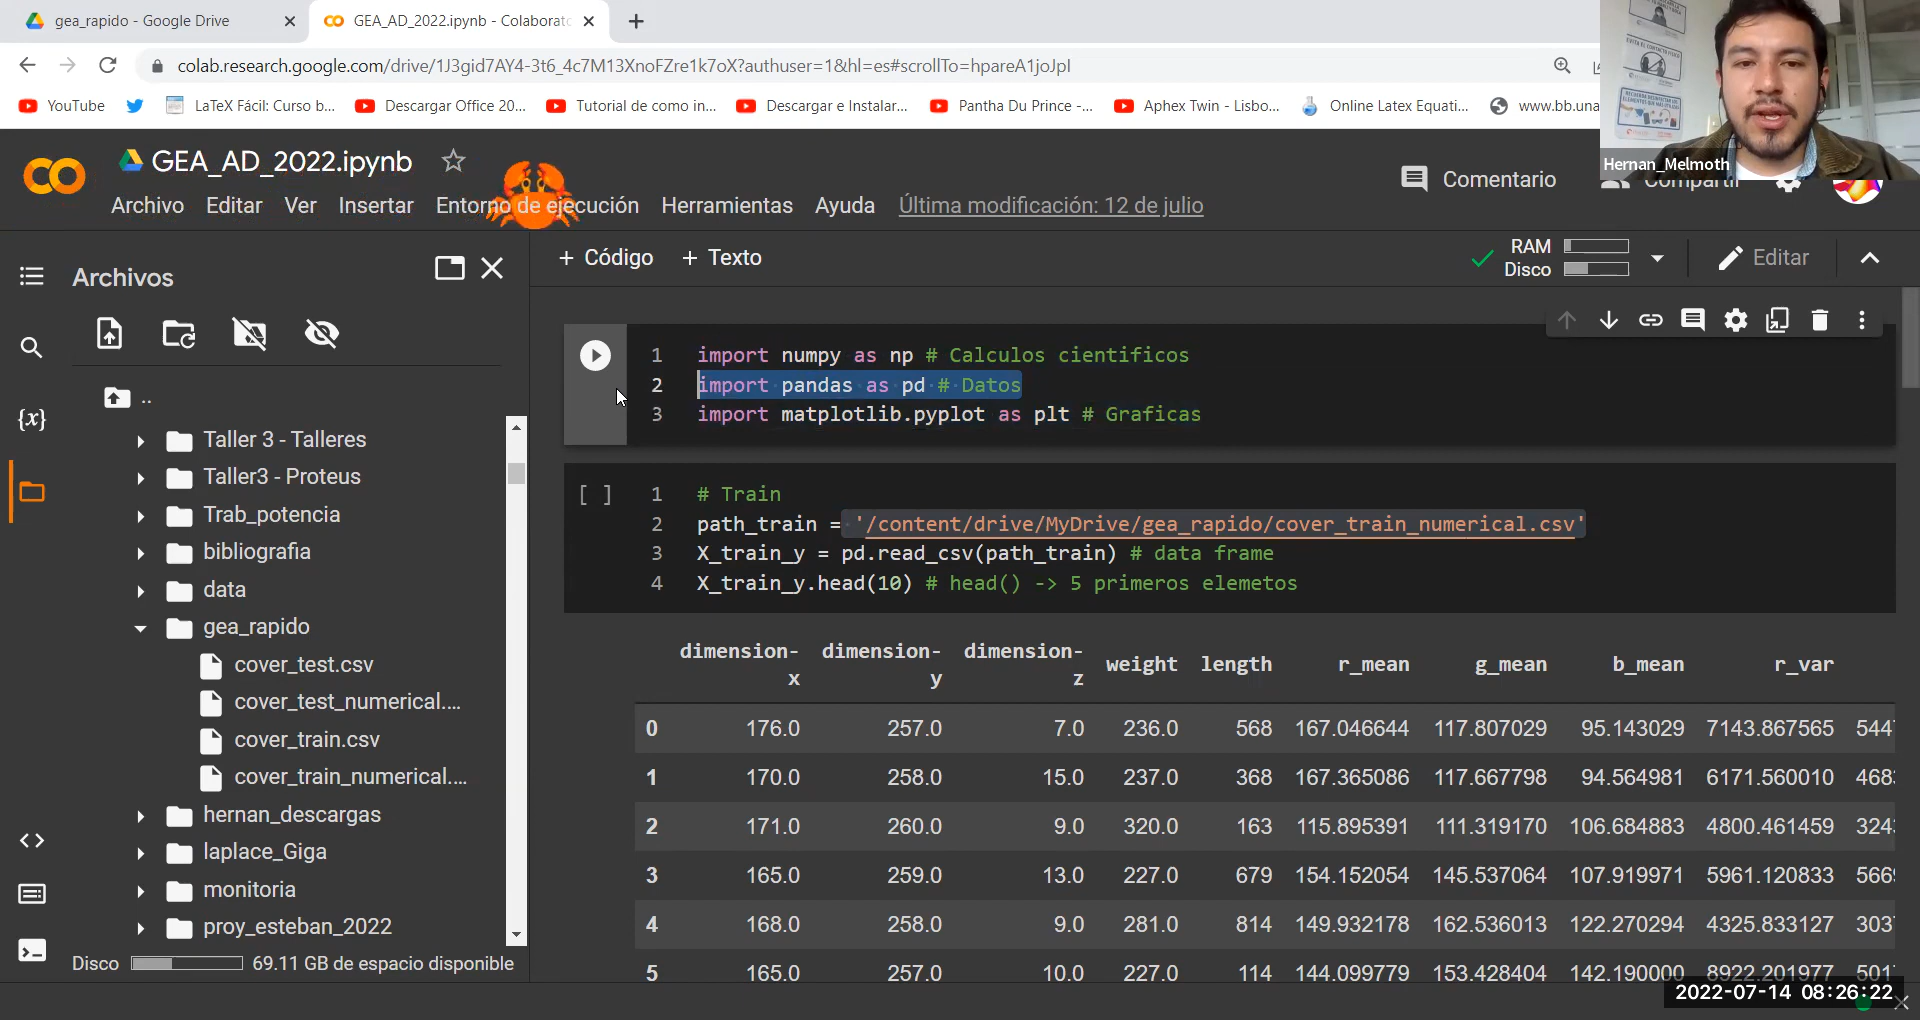 gea_rapido - Google Drive
GEA_AD_2022.ipynb - Colaborato
colab.research.google.com/drive/1J3gid7AY4-3t6_4c7M13XnoFZre1k7oX?authuser=1&hl=es#scrollTo=hpareA1joJpI
YouTube
LaTeX Fácil: Curso b...
Descargar Office 20...
Tutorial de como in...
Descargar e Instalar...
Pantha Du Prince -...
Aphex Twin - Lisbo...
Online Latex Equati...
www.bb.una
Hernan_Melmoth
GEA_AD_2022.ipynb
Comentario
Compartir
Archivo Editar Ver Insertar Entorno de ejecución Herramientas Ayuda Última modificación: 12 de julio
Archivos
+ Código + Texto
RAM
Disco
Editar
..
Taller 3 - Talleres
Taller3 - Proteus
Trab_potencia
bibliografia
data
gea_rapido
cover_test.csv
cover_test_numerical....
cover_train.csv
cover_train_numerical....
hernan_descargas
laplace_Giga
monitoria
proy_esteban_2022
Disco 69.11 GB de espacio disponible
{x}
1 import numpy as np # Calculos cientificos
2 import pandas as pd # Datos
3 import matplotlib.pyplot as plt # Graficas
[ ] 1 # Train
2 path_train = '/content/drive/MyDrive/gea_rapido/cover_train_numerical.csv'
3 X_train_y = pd.read_csv(path_train) # data frame
4 X_train_y.head(10) # head() -> 5 primeros elemetos
dimension-x dimension-y dimension-z weight length r_mean g_mean b_mean r_var
0 176.0 257.0 7.0 236.0 568 167.046644 117.807029 95.143029 7143.867565 544
1 170.0 258.0 15.0 237.0 368 167.365086 117.667798 94.564981 6171.560010 468
2 171.0 260.0 9.0 320.0 163 115.895391 111.319170 106.684883 4800.461459 324
3 165.0 259.0 13.0 227.0 679 154.152054 145.537064 107.919971 5961.120833 566
4 168.0 258.0 9.0 281.0 814 149.932178 162.536013 122.270294 4325.833127 303
5 165.0 257.0 10.0 227.0 114 144.099779 153.428404 142.190000 8922.201977 501
2022-07-14 08:26:22